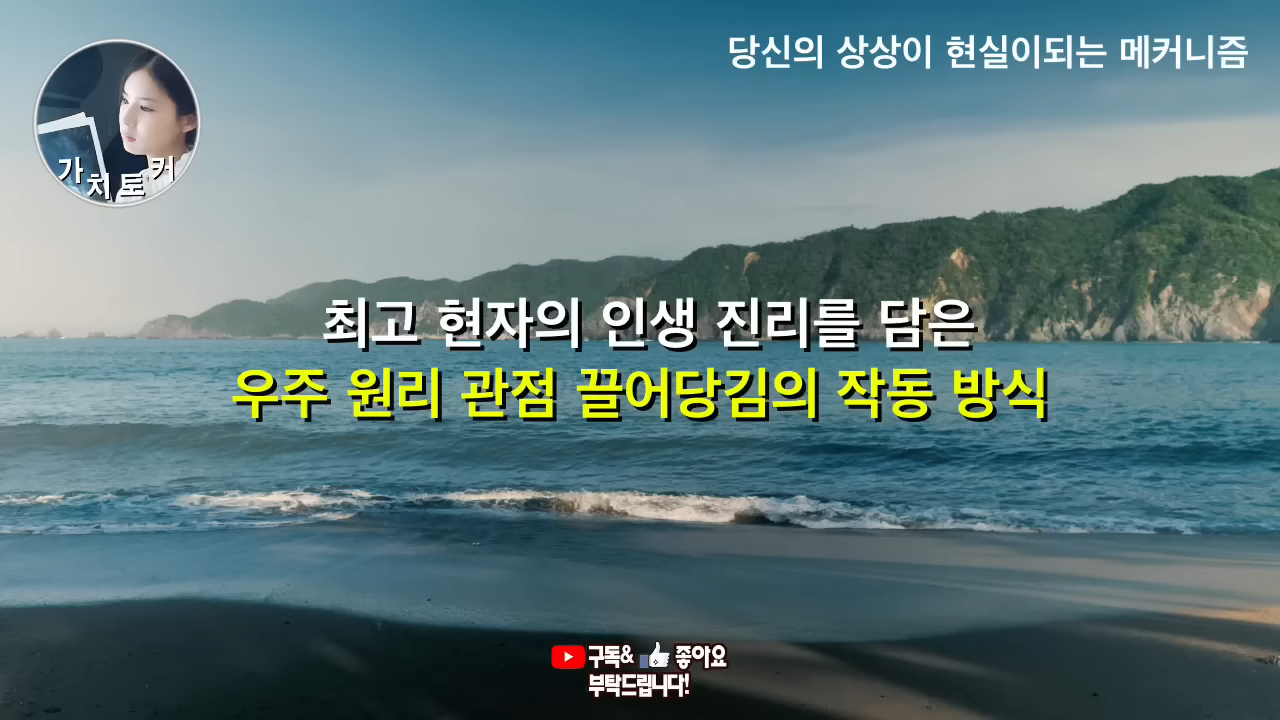 당신의 상상이 현실이되는 메커니즘
가치토커
최고 현자의 인생 진리를 담은
우주 원리 관점 끌어당김의 작동 방식
구독& 좋아요
부탁드립니다!